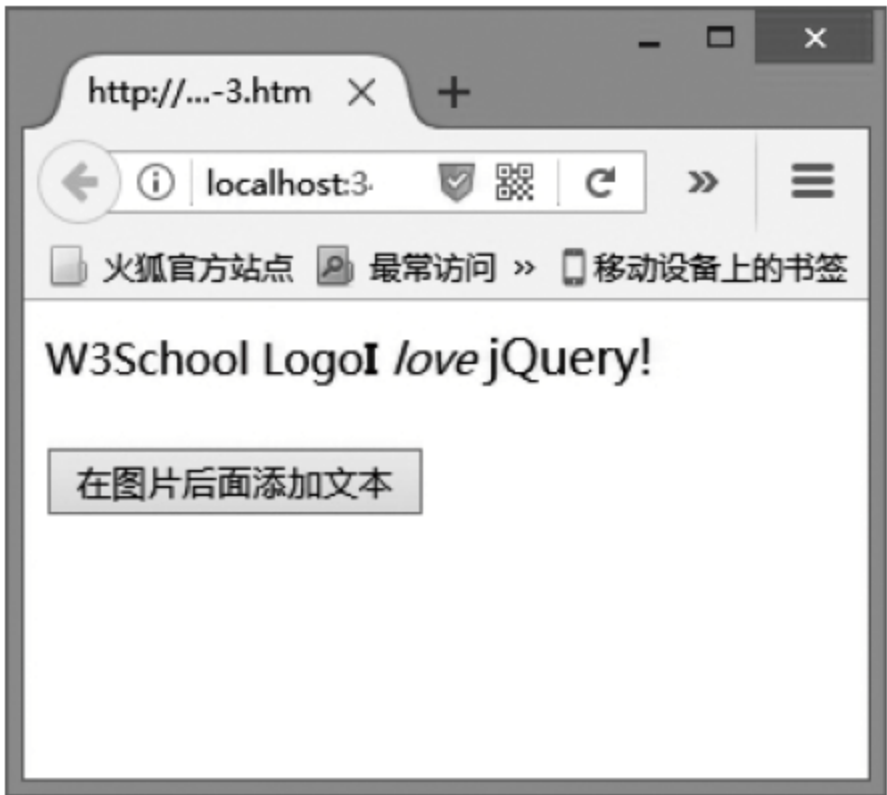 http://...-3.htm
localhost:3
火狐官方站点 最常访问 » 移动设备上的书签
W3School LogoI love jQuery!
在图片后面添加文本